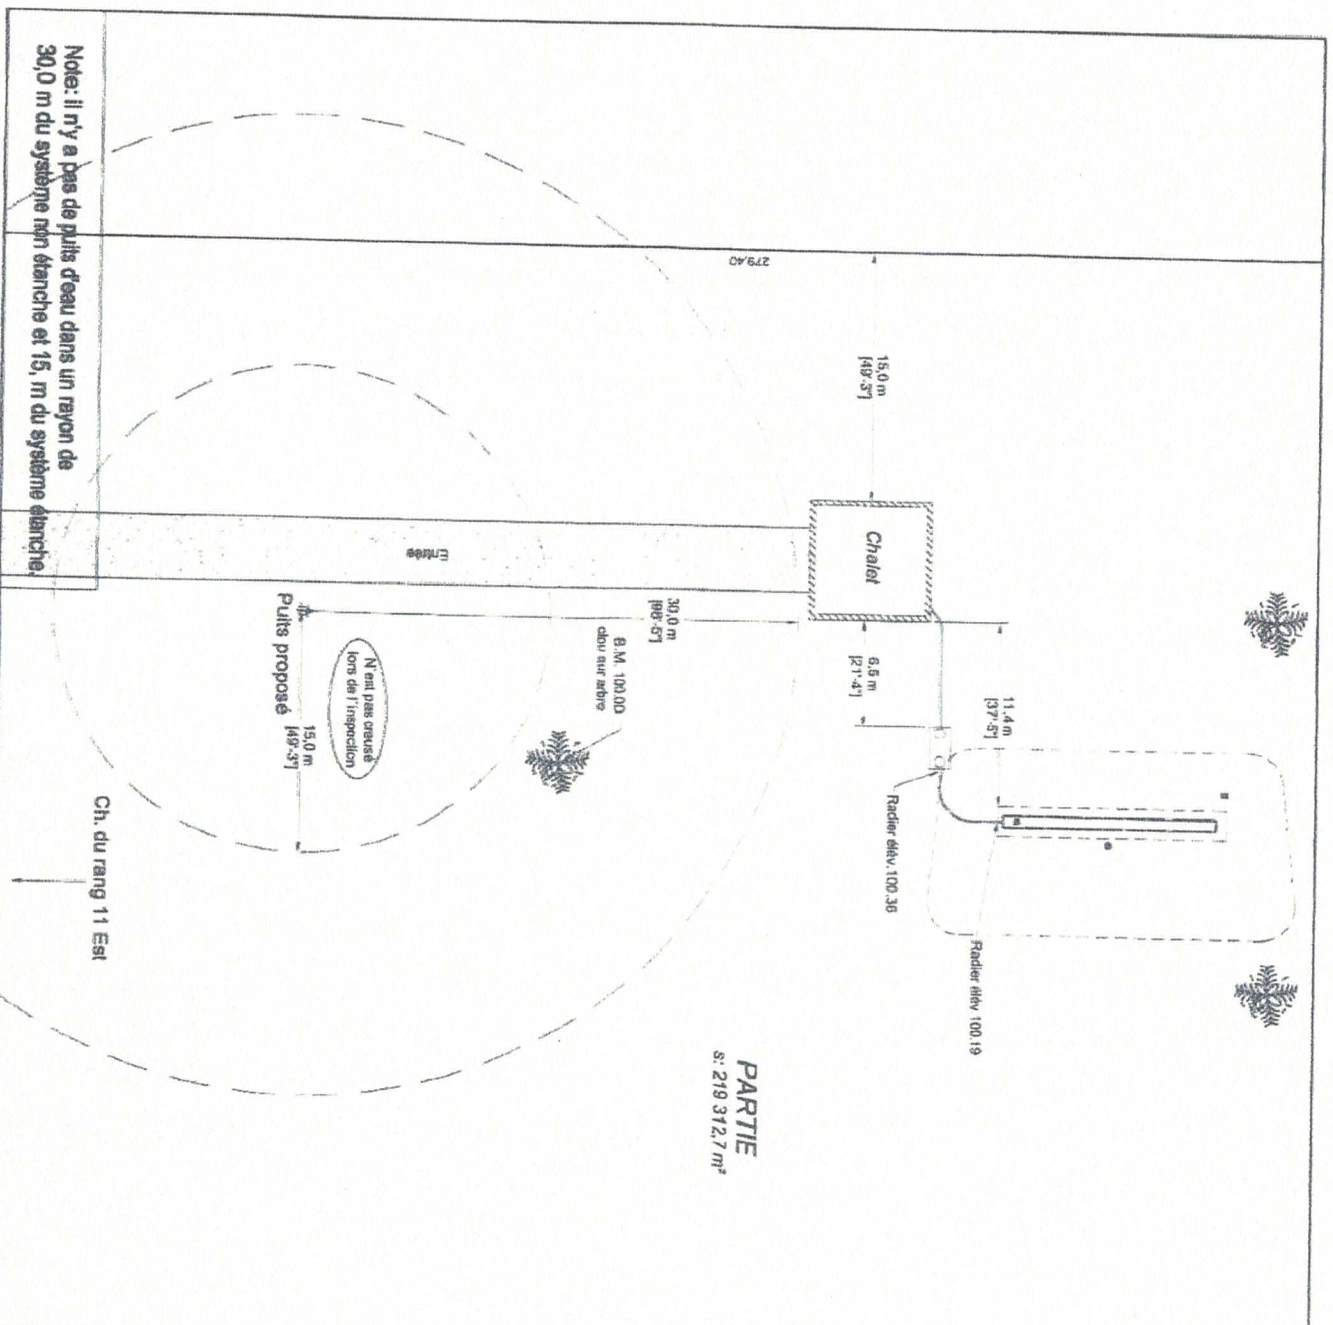 Note: il n'y a pas de puits d'eau dans un rayon de
30,0 m du système non étanche et 15, m du système étanche.
279,40
15,0 m
[49'-3"]
Chalet
Entrée
30,0 m
[98'-5"]
6,5 m
[21'-4"]
11,4 m
[37'-5"]
B.M. 100.00
clou sur arbre
Puits proposé
N'est pas creusé
lors de l'inspection
15,0 m
[49'-3"]
Radier élév. 100.36
Radier élév 100.19
Ch. du rang 11 Est
PARTIE
s: 219 312,7 m²